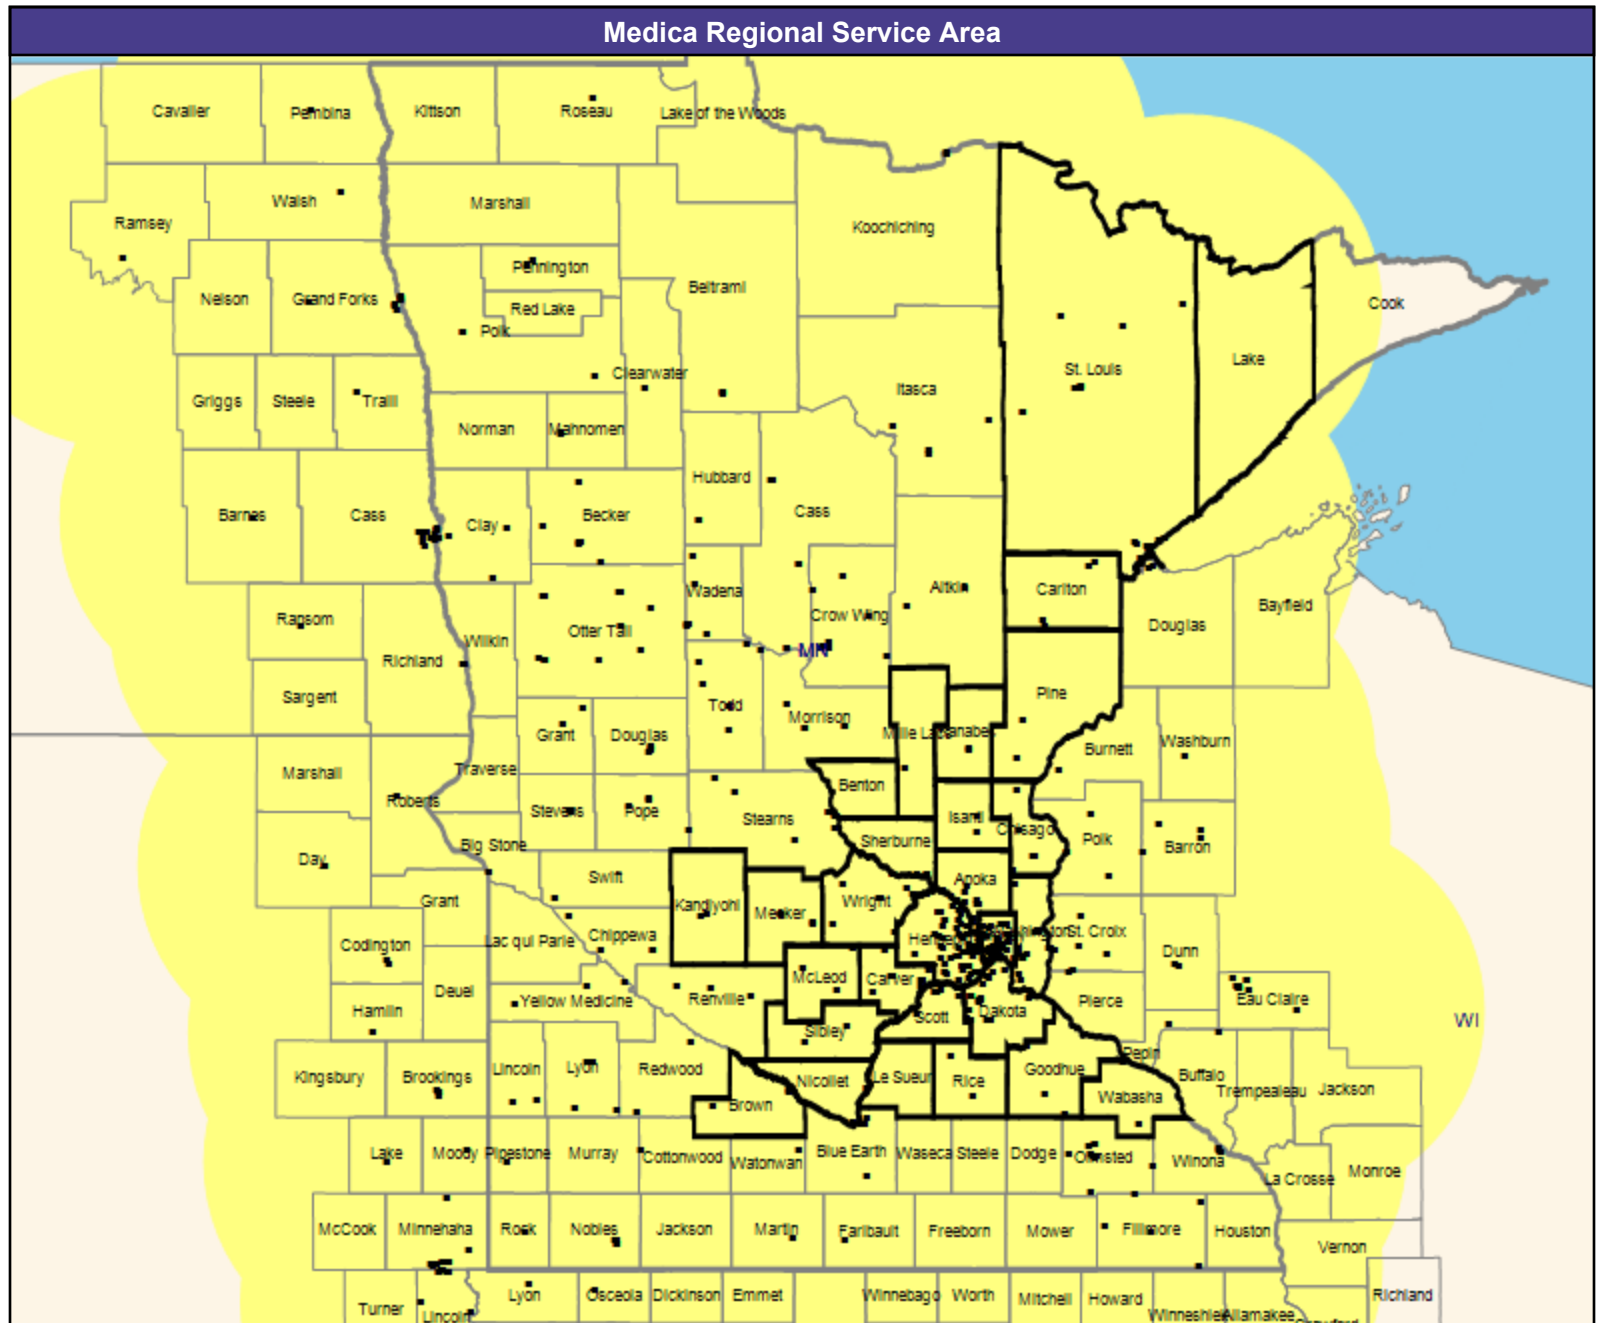 Medica Regional Service Area
Cavalier
Pembina
Kittson
Roseau
Lake of the Woods
Walsh
Marshall
Ramsey
Koochiching
Pennington
Nelson
Grand Forks
Beltrami
Red Lake
Cook
Polk
Lake
St. Louis
Clearwater
Itasca
Griggs
Steele
Traill
Norman
Mahnomen
Hubbard
Cass
Barnes
Cass
Clay
Becker
Aitkin
Carlton
Wadena
Bayfield
Crow Wing
Ransom
Otter Tail
Douglas
Wilkin
MN
Richland
Sargent
Pine
Todd
Morrison
Grant
Douglas
Mille
Burnett
Washburn
Marshall
Traverse
Benton
Roberts
Stevens
Pope
Stearns
Isanti
Chisago
Sherburne
Polk
Barron
Big Stone
Day
Swift
Anoka
Grant
Kandiyohi
Meeker
Wright
Codington
Lac qui Parle
Chippewa
St. Croix
Dunn
McLeod
Carver
Deuel
Yellow Medicine
Renville
Pierce
Eau Claire
Hamlin
Scott
Dakota
WI
Sibley
Pepin
Kingsbury
Brookings
Lincoln
Lyon
Redwood
Nicollet
Le Sueur
Rice
Goodhue
Buffalo
Trempealeau
Jackson
Wabasha
Brown
Lake
Moody
Pipestone
Murray
Cottonwood
Watonwan
Blue Earth
Waseca
Steele
Dodge
Olmsted
Winona
La Crosse
Monroe
McCook
Minnehaha
Rock
Nobles
Jackson
Martin
Faribault
Freeborn
Mower
Fillmore
Houston
Vernon
Turner
Lincoln
Lyon
Osceola
Dickinson
Emmet
Winnebago
Worth
Mitchell
Howard
Allamakee
Richland